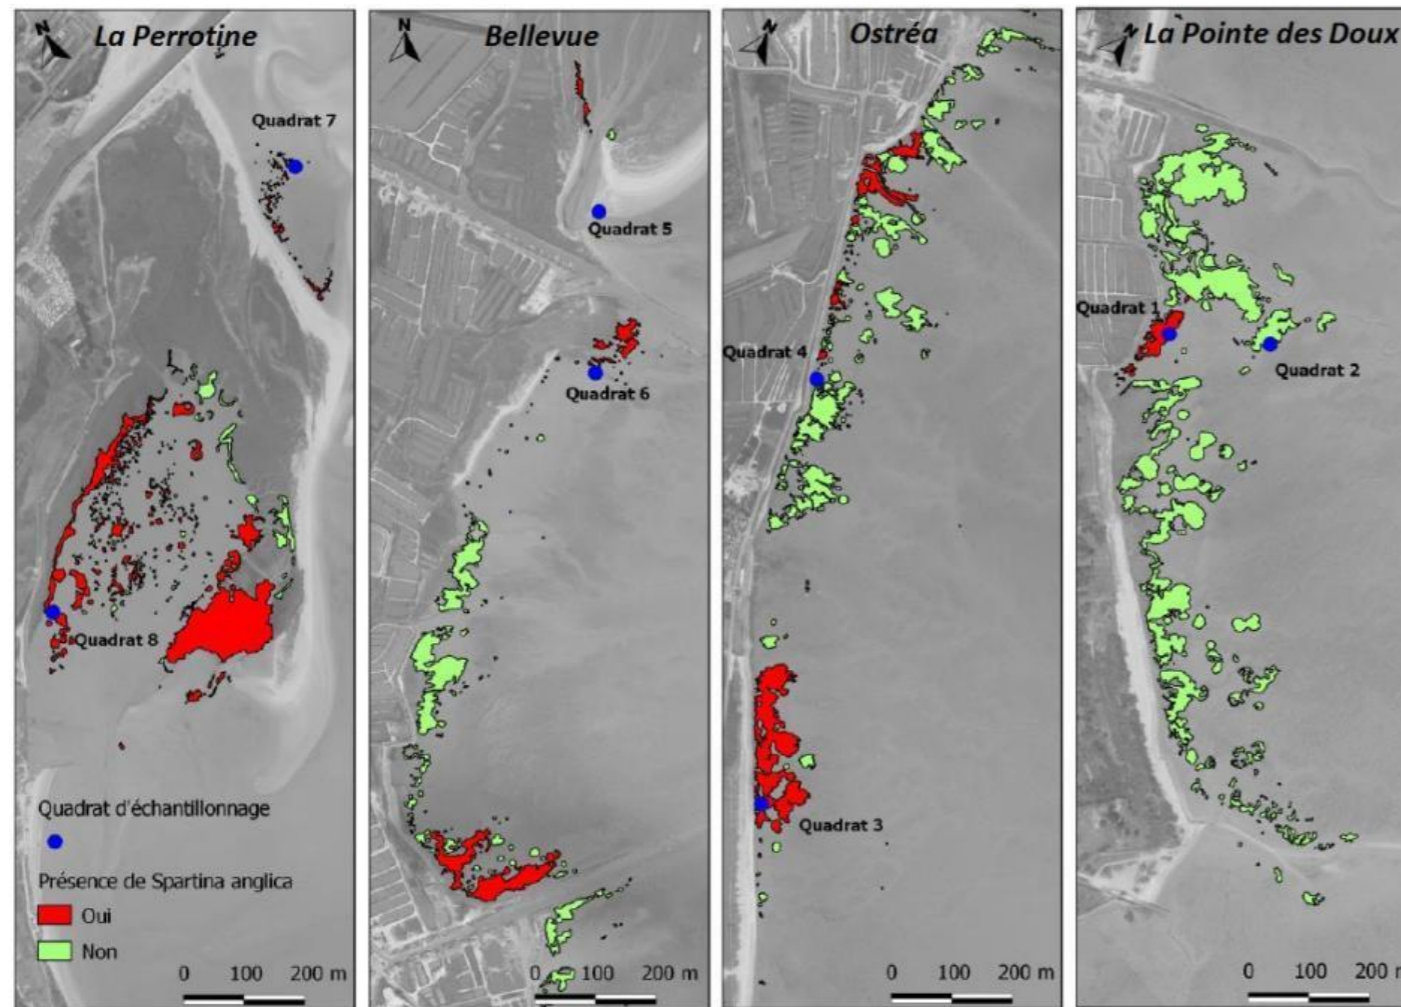 N
La Perrotine
Quadrat 7
Quadrat 8
Quadrat d'échantillonnage
Présence de Spartina anglica
Oui
Non
0 100 200 m
N
Bellevue
Quadrat 5
Quadrat 6
0 100 200 m
N
Ostréa
Quadrat 4
Quadrat 3
0 100 200 m
N
La Pointe des Doux
Quadrat 1
Quadrat 2
0 100 200 m